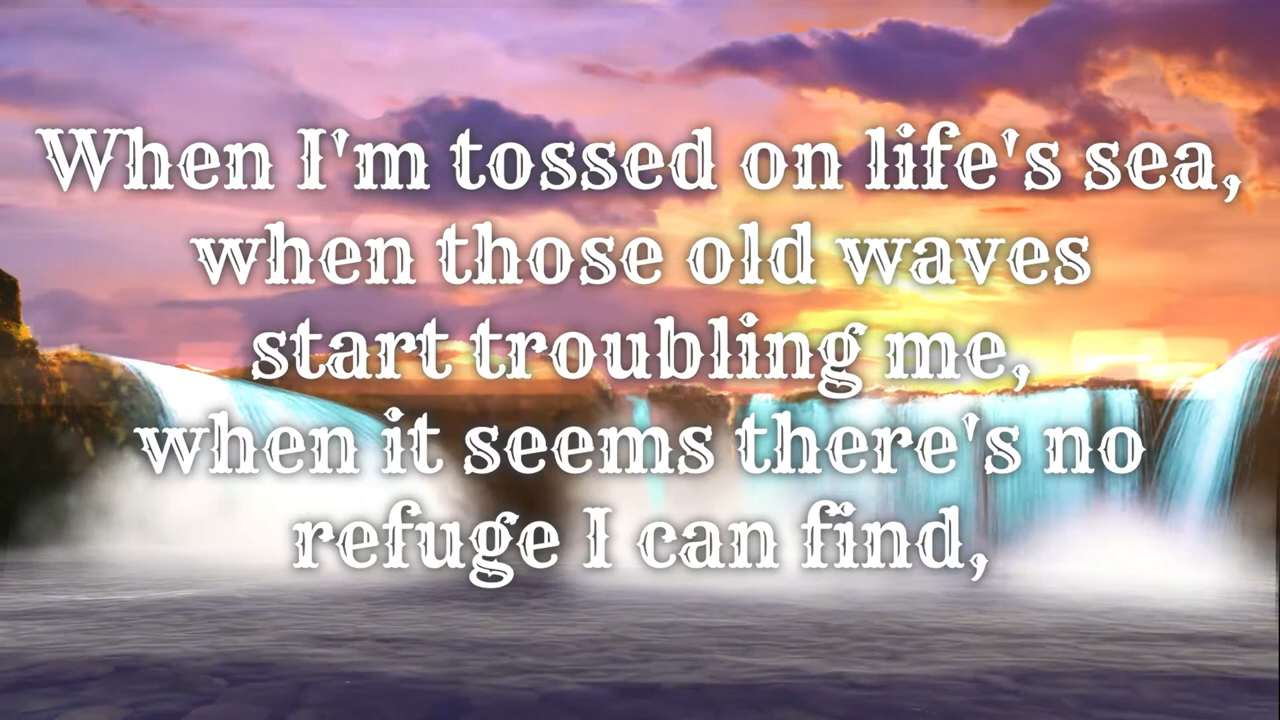 When I'm tossed on life's sea,
when those old waves
start troubling me,
when it seems there's no
refuge I can find,